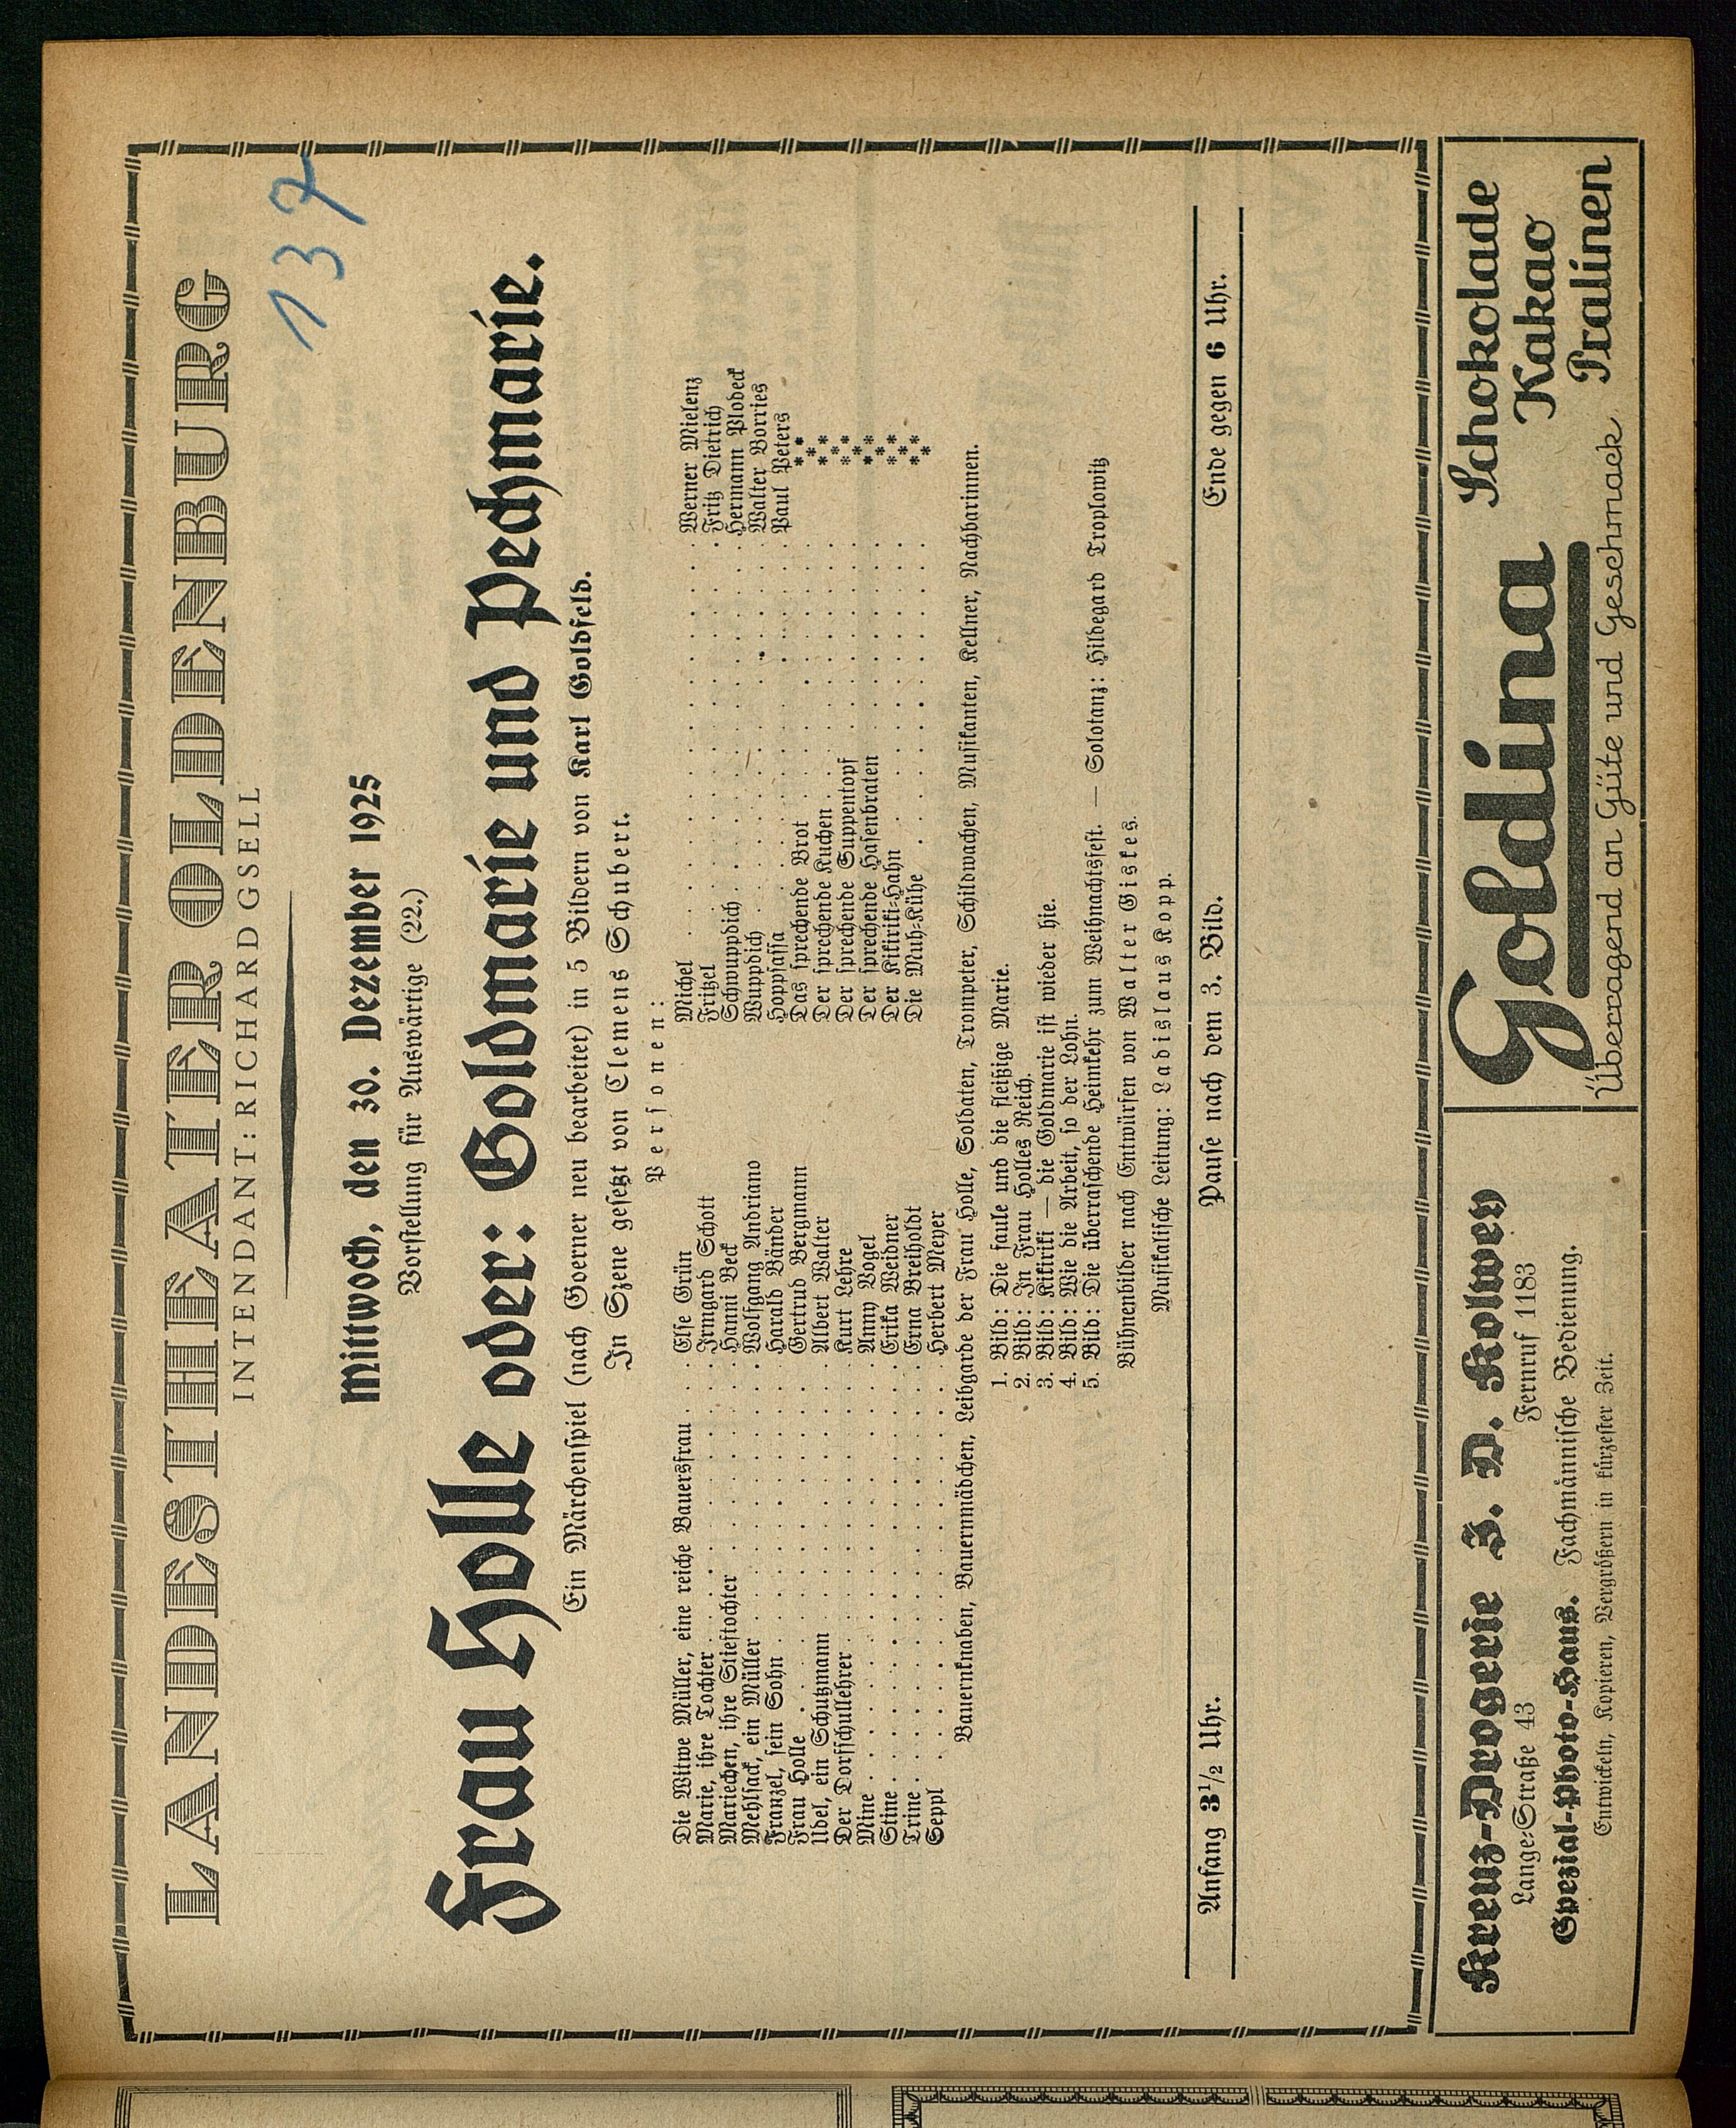 LANDESTHEATER OLDENBURG
INTENDANT: RICHARD GSELL
137
Mittwoch, den 30. Dezember 1925
Vorstellung für Auswärtige (22.)
Frau Holle oder: Goldmarie und Pechmarie.
Ein Märchenspiel (nach Goerner neu bearbeitet) in 5 Bildern von Karl Goldfeld.
In Szene gesetzt von Clemens Schubert.
Personen:
Die Witwe Müller, eine reiche Bauersfrau . . Else Grün
Marie, ihre Tochter . . . . . . . . . Irmgard Schott
Mariechen, ihre Stieftochter . . . . . . . Hanni Beck
Mehlsack, ein Müller . . . . . . . . . Wolfgang Andriano
Franzel, sein Sohn . . . . . . . . . Harald Bänder
Frau Holle . . . . . . . . . . . Gertrud Bergmann
Udel, ein Schutzmann . . . . . . . . . Albert Walter
Der Dorfschullehrer . . . . . . . . . Kurt Lehre
Mine . . . . . . . . . . . . . Anny Vogel
Stine . . . . . . . . . . . . . Erika Weidner
Trine . . . . . . . . . . . . . Erna Breiholdt
Seppl . . . . . . . . . . . . . Herbert Meyer
Michel . . . . . . . . . . . . . Werner Mielenz
Fritzel . . . . . . . . . . . . . Fritz Dietrich
Schwuppdich . . . . . . . . . . . Hermann Plodeck
Wuppdich . . . . . . . . . . . . Walter Borries
Hoppsassa . . . . . . . . . . . . Paul Peters
Das sprechende Brot . . . . . . . . . ***
Der sprechende Kuchen . . . . . . . . ***
Der sprechende Suppentopf . . . . . . . ***
Der sprechende Hasenbraten . . . . . . . ***
Der Kikiriki-Hahn . . . . . . . . . . ***
Die Muh-Kühe . . . . . . . . . . . ***
Bauernknaben, Bauernmädchen, Leibgarde der Frau Holle, Soldaten, Trompeter, Schildwachen, Musikanten, Kellner, Nachbarinnen.
1. Bild: Die faule und die fleißige Marie.
2. Bild: In Frau Holles Reich.
3. Bild: Kikiriki — die Goldmarie ist wieder hie.
4. Bild: Wie die Arbeit, so der Lohn.
5. Bild: Die überraschende Heimkehr zum Weihnachtsfest. — Solotanz: Hildegard Troplowitz
Bühnenbilder nach Entwürfen von Walter Giskes.
Musikalische Leitung: Ladislaus Kopp.
Anfang 3½ Uhr. Pause nach dem 3. Bild. Ende gegen 6 Uhr.
Kreuz-Drogerie J. D. Kolwey
Lange-Straße 43 Fernruf 1183
Spezial-Photo-Haus. Fachmännische Bedienung.
Entwickeln, Kopieren, Vergrößern in kürzester Zeit.
Goldina
Schokolade
Kakao
Pralinen
Überragend an Güte und Geschmack